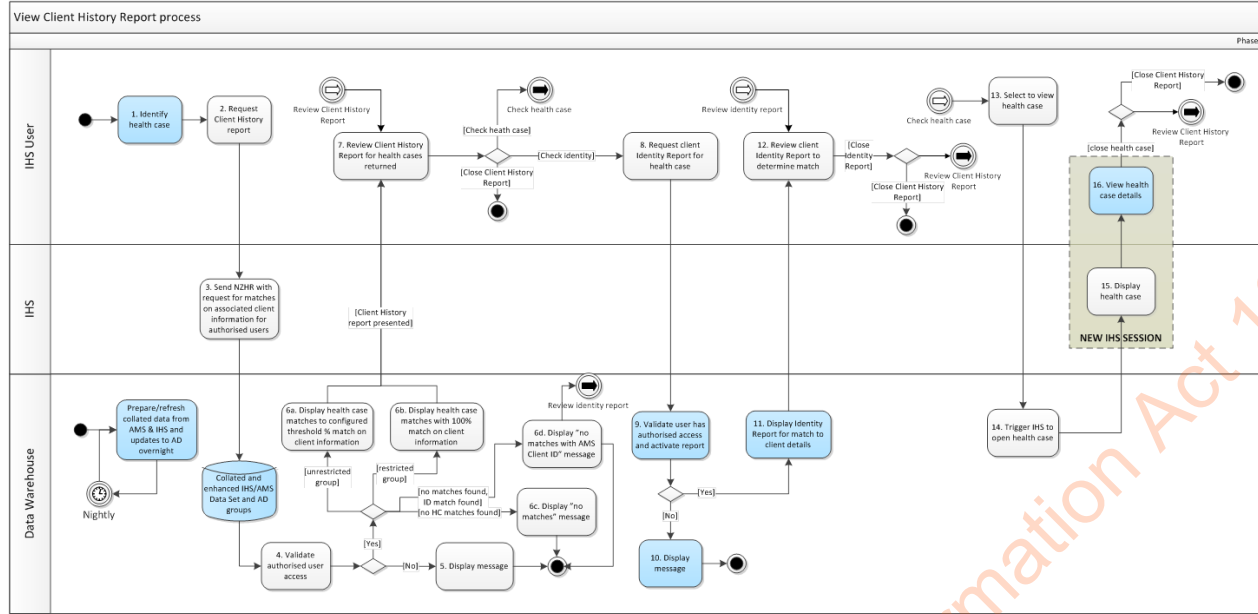 View Client History Report process
Phase
IHS User
1. Identify
health case
2. Request
Client History
report
Review Client History
Report
7. Review Client History
Report for health cases
returned
Check health case
[Check heath case]
[Check identity]
[Close Client History
Report]
8. Request client
Identity Report for
health case
Review identity report
12. Review client
Identity Report to
determine match
[Close
Identity
Report]
Review Client History
Report
[Close Client History
Report]
Check health case
13. Select to view
health case
[Close Client History
Report]
Review Client History
Report
[close health case]
16. View health
case details
IHS
3. Send NZHR with
request for matches
on associated client
information for
authorised users
[Client History
report presented]
15. Display
health case
NEW IHS SESSION
Data Warehouse
Prepare/refresh
collated data from
AMS & IHS and
updates to AD
overnight
Nightly
Collated and
enhanced IHS/AMS
Data Set and AD
groups
4. Validate
authorised user
access
6a. Display health case
matches to configured
threshold % match on
client information
6b. Display health case
matches with 100%
match on client
information
[unrestricted
group]
[restricted
group]
[no matches found,
ID match found]
[no HC matches found]
[Yes]
[No]
5. Display message
Review identity report
6d. Display "no
matches with AMS
Client ID" message
6c. Display "no
matches" message
9. Validate user has
authorised access
and activate report
[Yes]
[No]
10. Display
message
11. Display Identity
Report for match to
client details
14. Trigger IHS to
open health case
rmation Act 1